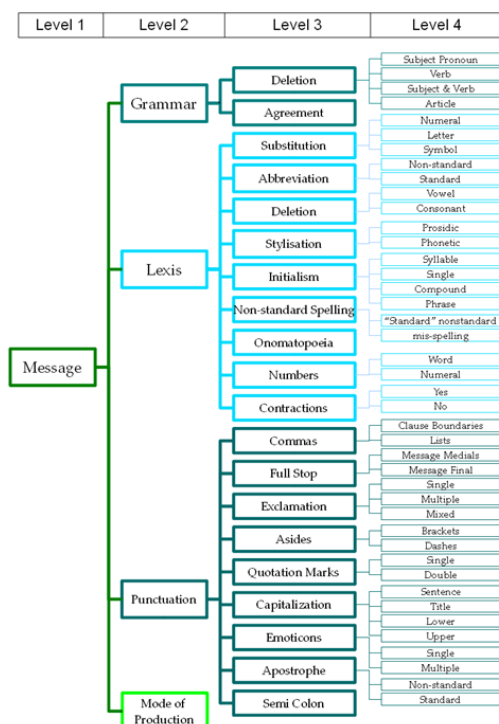 Level 1
Level 2
Level 3
Level 4
Message
Grammar
Deletion
Subject Pronoun
Verb
Subject & Verb
Article
Agreement
Lexis
Substitution
Numeral
Letter
Symbol
Abbreviation
Non-standard
Standard
Deletion
Vowel
Consonant
Stylisation
Prosidic
Phonetic
Initialism
Syllable
Single
Compound
Phrase
Non-standard Spelling
"Standard" nonstandard
mis-spelling
Onomatopoeia
Numbers
Word
Numeral
Contractions
Yes
No
Punctuation
Commas
Clause Boundaries
Lists
Full Stop
Message Medials
Message Final
Exclamation
Single
Multiple
Mixed
Asides
Brackets
Dashes
Quotation Marks
Single
Double
Capitalization
Sentence
Title
Lower
Upper
Emoticons
Single
Multiple
Apostrophe
Non-standard
Standard
Semi Colon
Mode of
Production